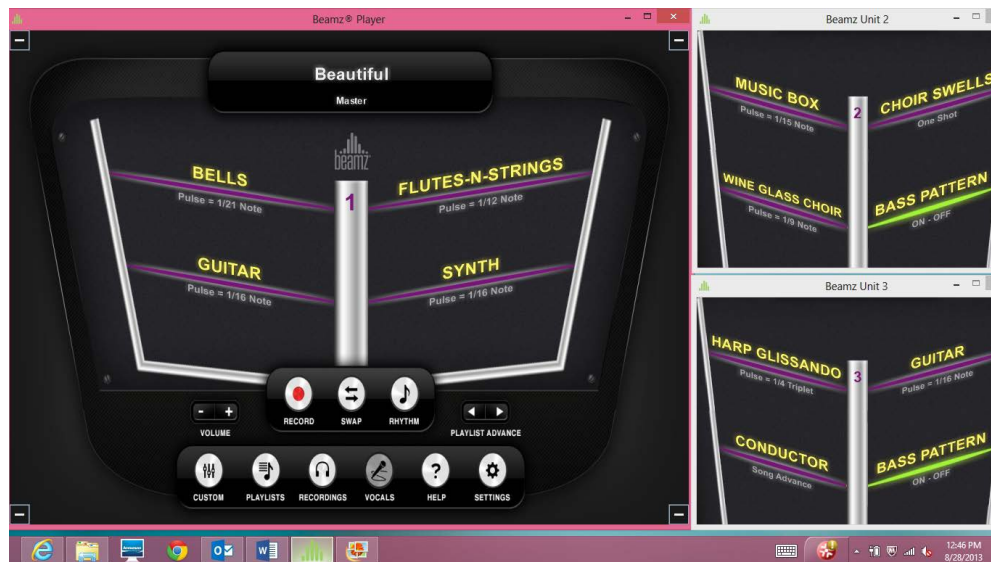 Beamz® Player
Beautiful
Master
beamz
1
BELLS
Pulse = 1/21 Note
FLUTES-N-STRINGS
Pulse = 1/12 Note
GUITAR
Pulse = 1/16 Note
SYNTH
Pulse = 1/16 Note
- +
VOLUME
RECORD
SWAP
RHYTHM
PLAYLIST ADVANCE
CUSTOM
PLAYLISTS
RECORDINGS
VOCALS
? HELP
SETTINGS
Beamz Unit 2
2
MUSIC BOX
Pulse = 1/15 Note
CHOIR SWELLS
One Shot
WINE GLASS CHOIR
Pulse = 1/9 Note
BASS PATTERN
ON - OFF
Beamz Unit 3
3
HARP GLISSANDO
Pulse = 1/4 Triplet
GUITAR
Pulse = 1/16 Note
CONDUCTOR
Song Advance
BASS PATTERN
ON - OFF
12:46 PM
8/28/2013